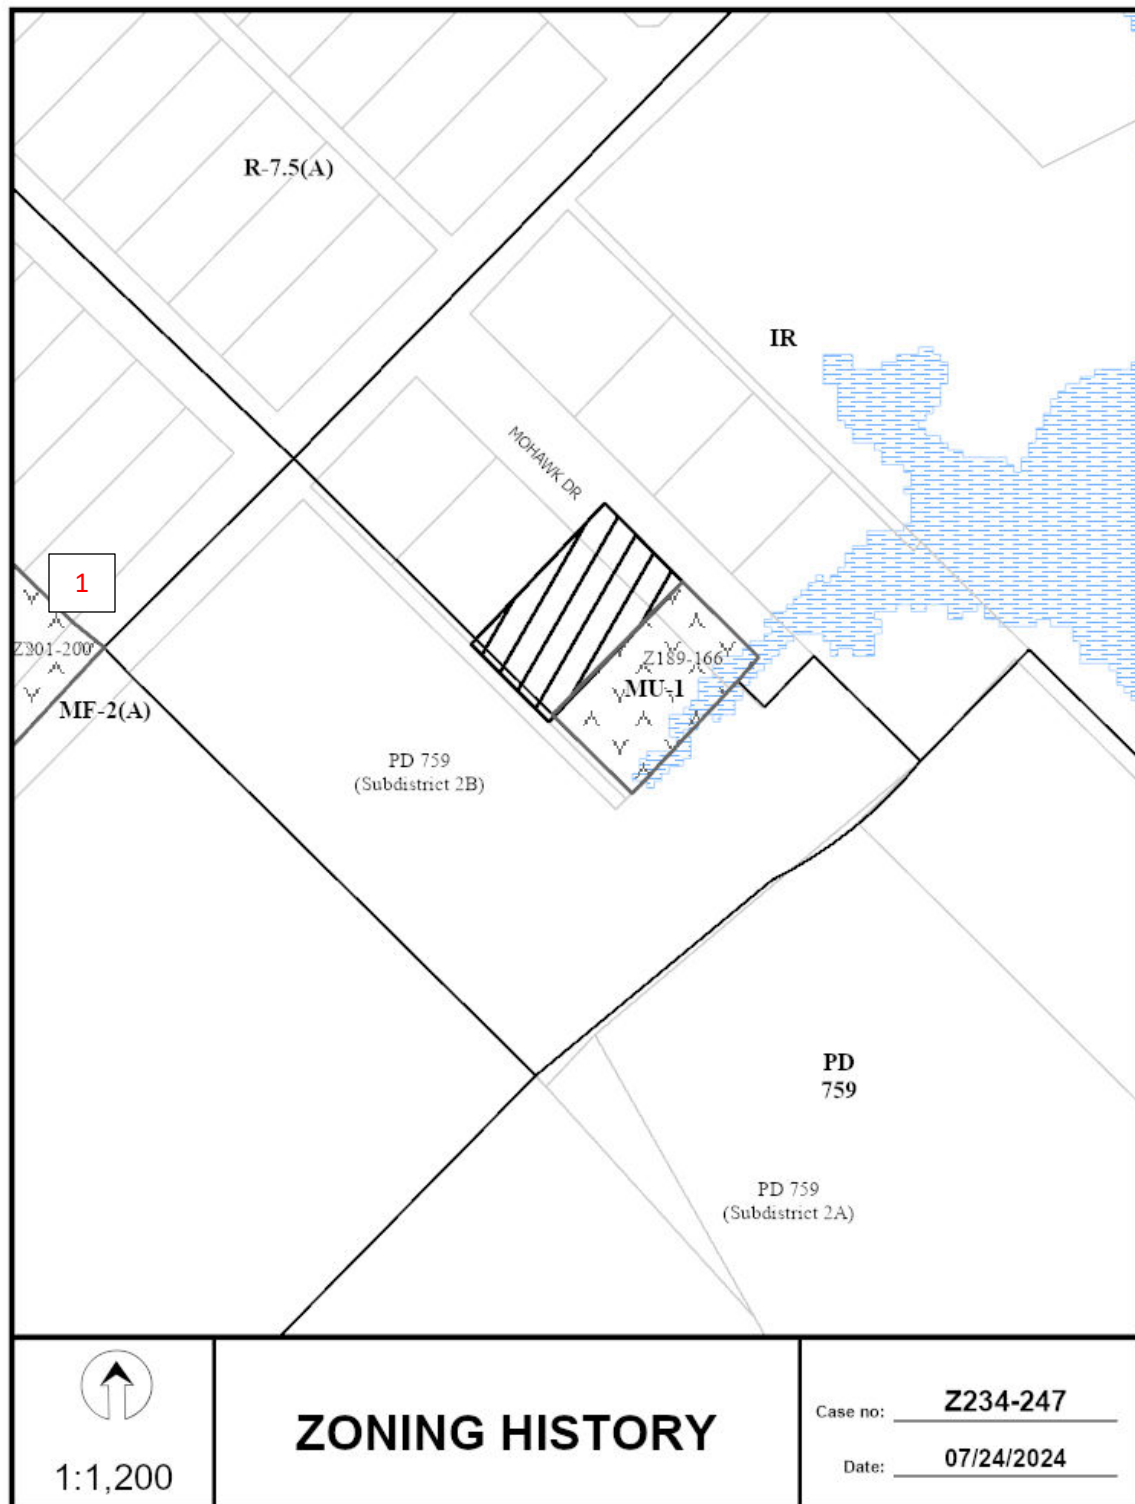 R-7.5(A)
IR
MOHAWK DR
1
Z301-200
Z189-166
MU-1
MF-2(A)
PD 759
(Subdistrict 2B)
PD
759
PD 759
(Subdistrict 2A)
1:1,200
ZONING HISTORY
Case no: Z234-247
Date: 07/24/2024